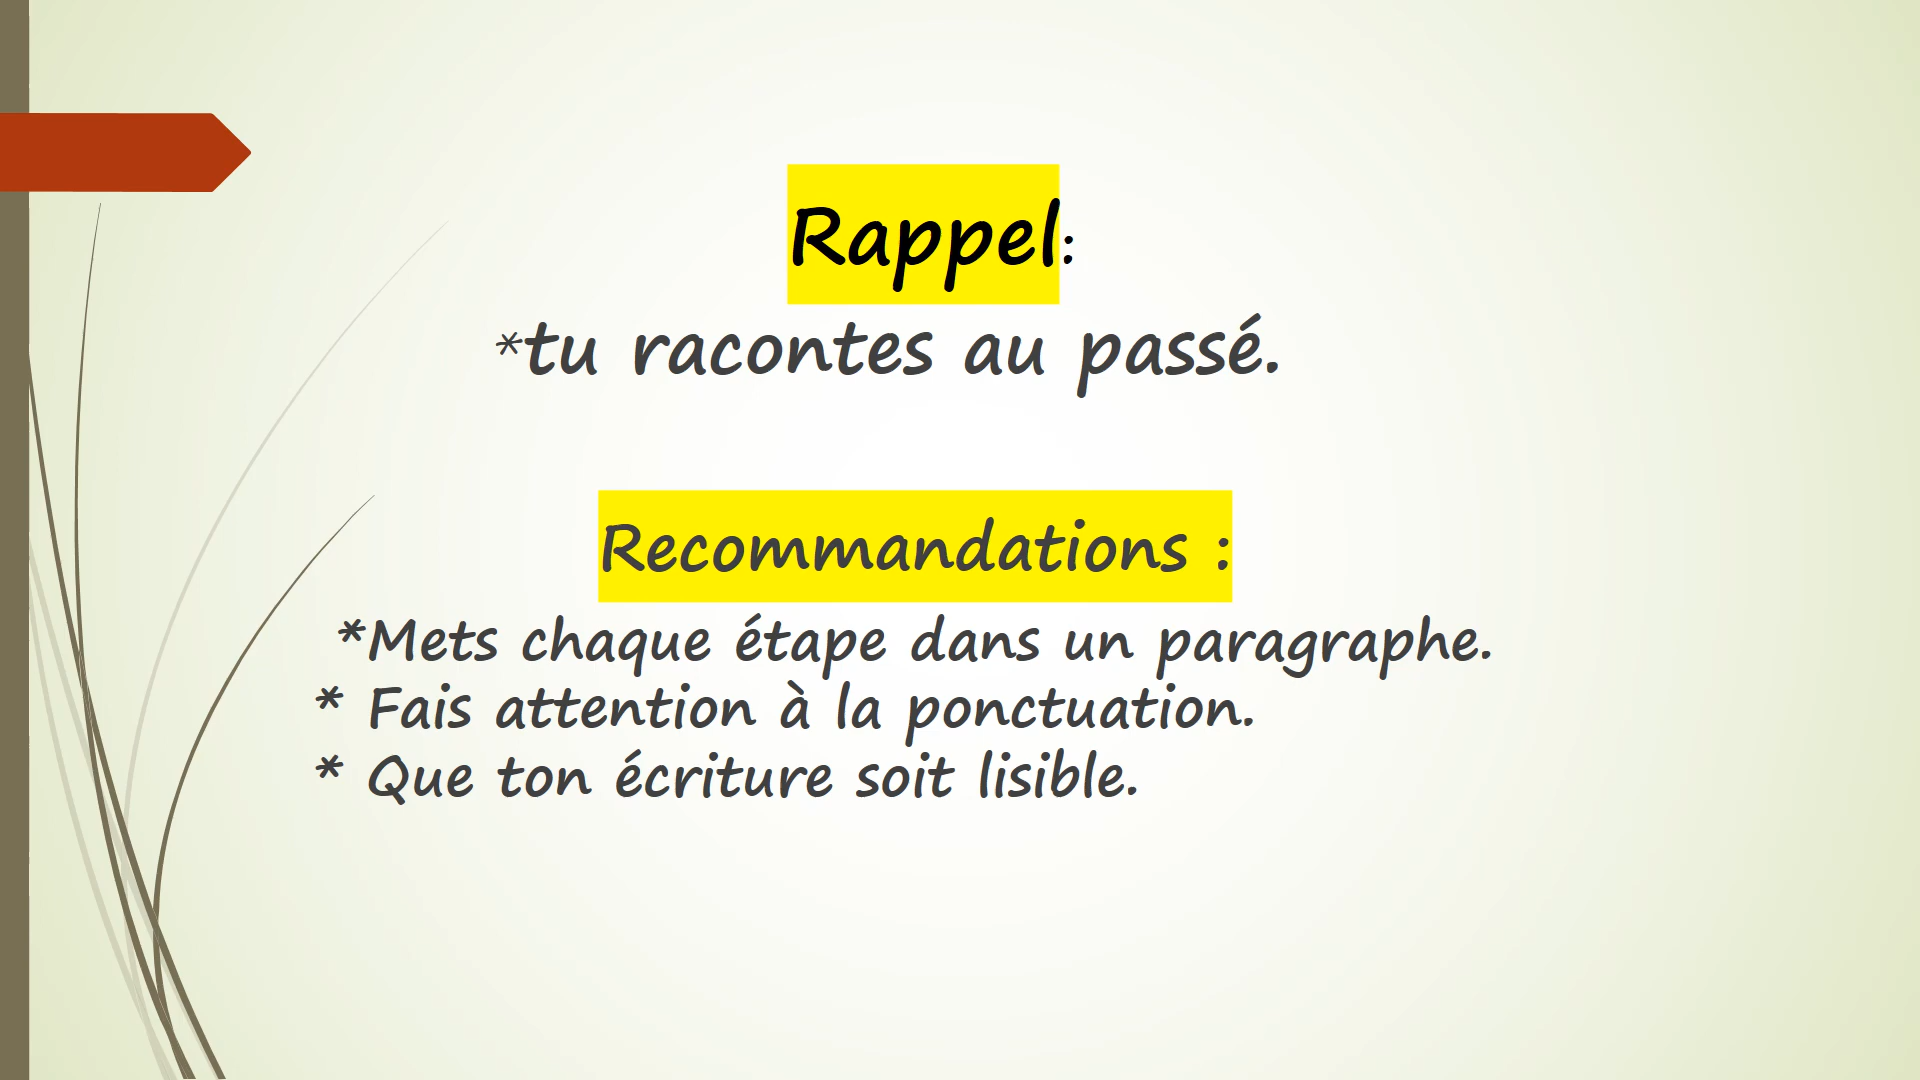 Rappel:
*tu racontes au passé.
Recommandations :
*Mets chaque étape dans un paragraphe.
* Fais attention à la ponctuation.
* Que ton écriture soit lisible.